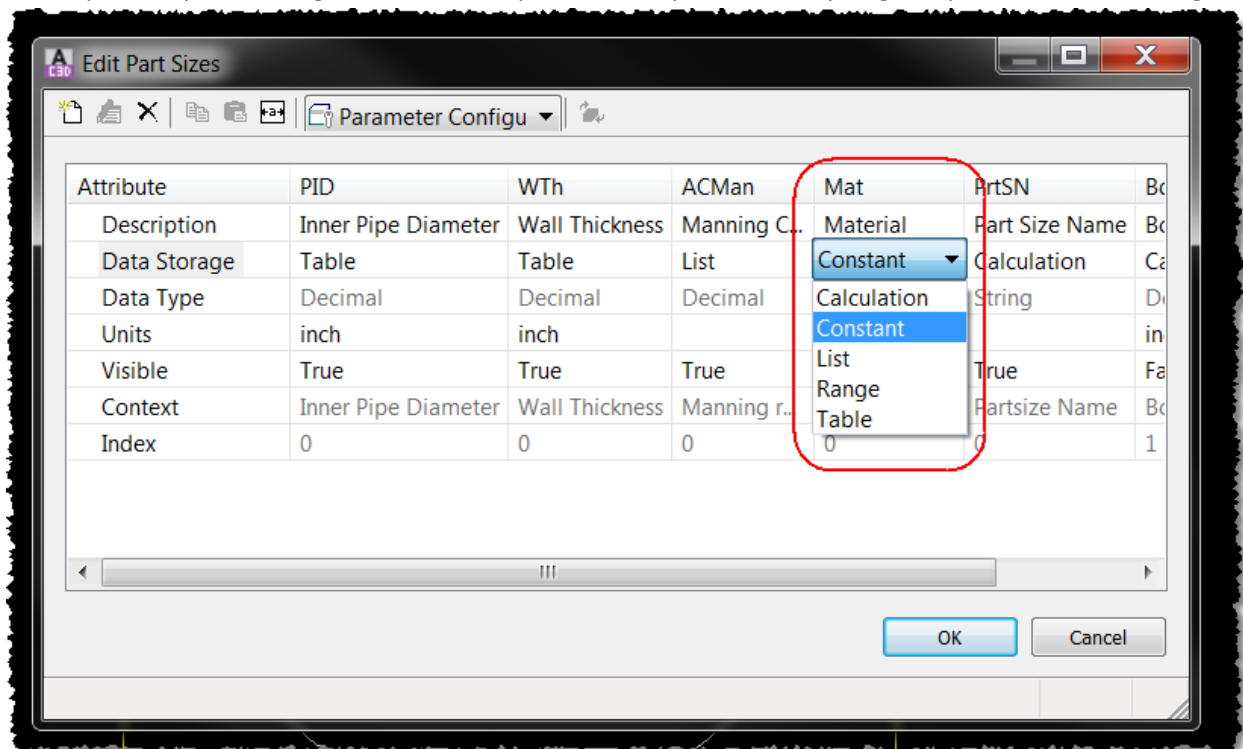 A C3D Edit Part Sizes
Parameter Configu
Attribute PID WTh ACMan Mat PrtSN
Description Inner Pipe Diameter Wall Thickness Manning C... Material Part Size Name
Data Storage Table Table List Constant Calculation
Data Type Decimal Decimal Decimal Calculation String
Units inch inch Constant
List
Visible True True True Range True
Context Inner Pipe Diameter Wall Thickness Manning r... Table Partsize Name
Index 0 0 0 0 0 1
OK Cancel